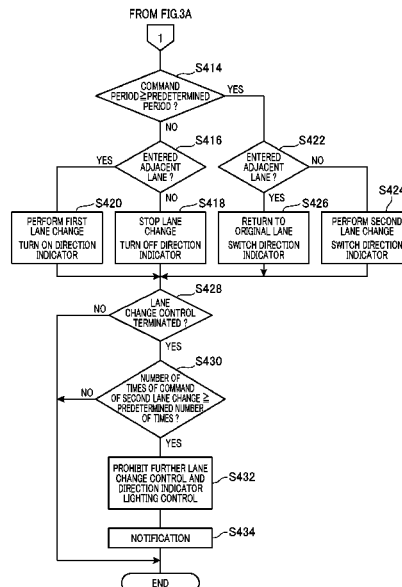 FROM FIG.3A
1
S414
COMMAND
PERIOD≧PREDETERMINED
PERIOD ?
YES
NO
S416
ENTERED
ADJACENT
LANE ?
YES
NO
S422
ENTERED
ADJACENT
LANE ?
NO
YES
S420
PERFORM FIRST
LANE CHANGE
TURN ON DIRECTION
INDICATOR
S418
STOP LANE
CHANGE
TURN OFF DIRECTION
INDICATOR
S426
RETURN TO
ORIGINAL LANE
SWITCH DIRECTION
INDICATOR
S424
PERFORM SECOND
LANE CHANGE
SWITCH DIRECTION
INDICATOR
S428
LANE
CHANGE CONTROL
TERMINATED ?
NO
YES
S430
NUMBER OF
TIMES OF COMMAND
OF SECOND LANE CHANGE ≧
PREDETERMINED NUMBER
OF TIMES ?
NO
YES
S432
PROHIBIT FURTHER LANE
CHANGE CONTROL AND
DIRECTION INDICATOR
LIGHTING CONTROL
S434
NOTIFICATION
END